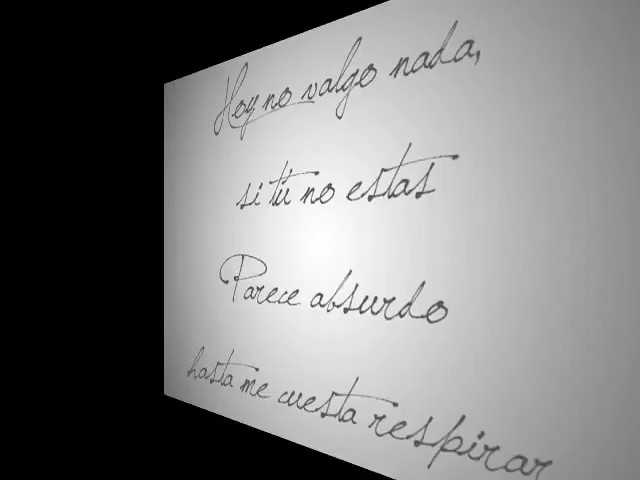 Hoy no valgo nada,
si tú no estas
Parece absurdo
hasta me cuesta respirar